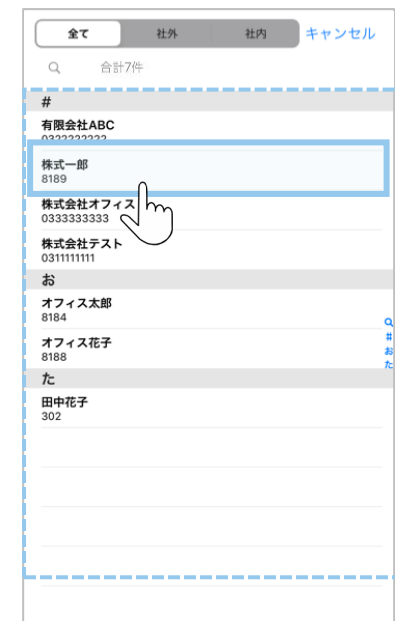 全て 社外 社内 キャンセル
合計7件
#
有限会社ABC
0322222222
株式一郎
8189
株式会社オフィス
0333333333
株式会社テスト
0311111111
お
オフィス太郎
8184
オフィス花子
8188
た
田中花子
302
#
お
た